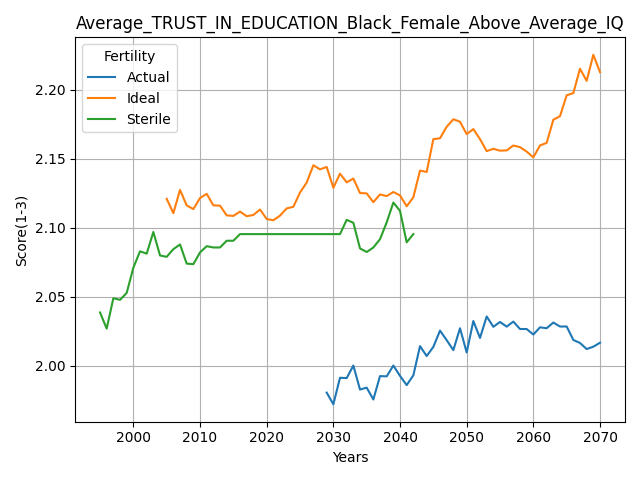 Average_TRUST_IN_EDUCATION_Black_Female_Above_Average_IQ
Fertility
Actual
Ideal
Sterile
2.20
2.15
2.10
2.05
2.00
Score(1-3)
2000 2010 2020 2030 2040 2050 2060 2070
Years